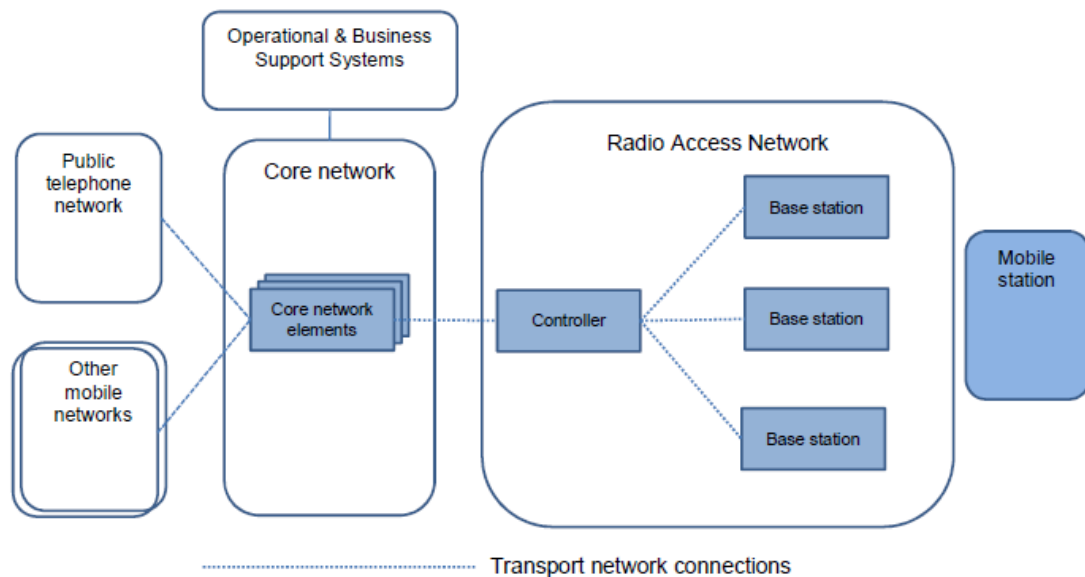 Operational & Business
Support Systems
Public
telephone
network
Core network
Radio Access Network
Base station
Mobile
station
Core network
elements
Controller
Base station
Other
mobile
networks
Base station
Transport network connections